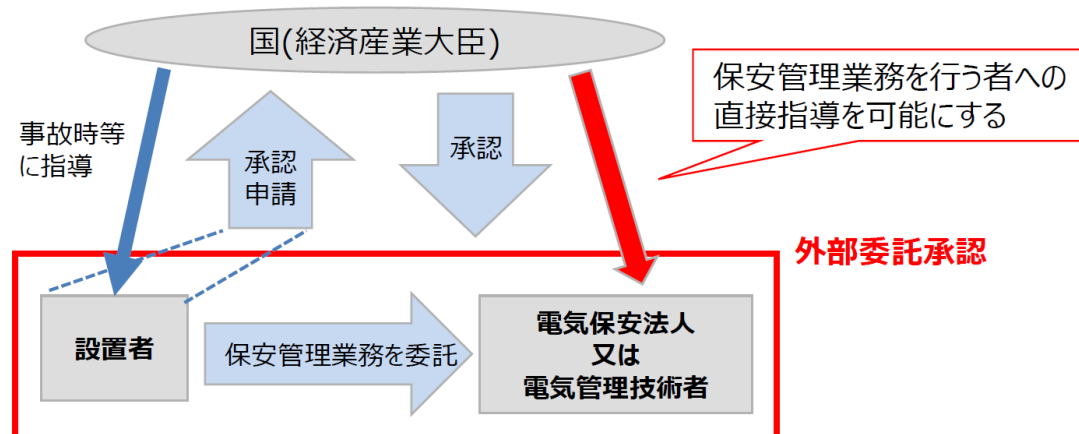 国(経済産業大臣)
保安管理業務を行う者への
直接指導を可能にする
事故時等
に指導
承認
申請
承認
外部委託承認
設置者
保安管理業務を委託
電気保安法人
又は
電気管理技術者